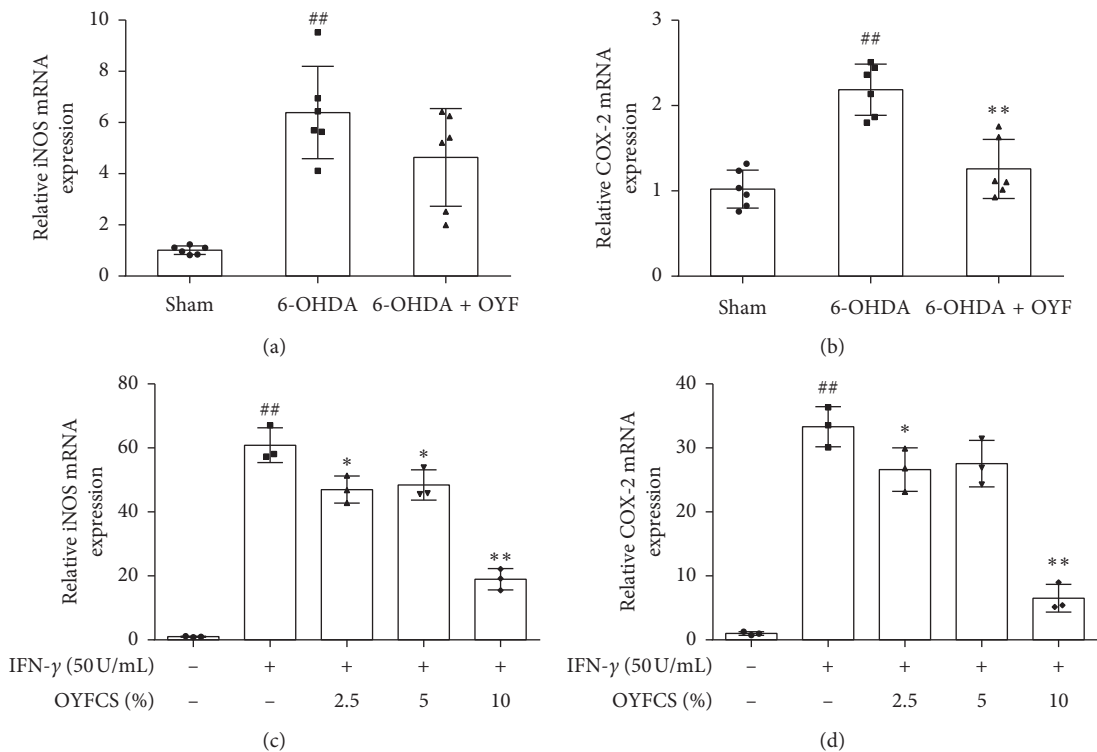 Relative iNOS mRNA
expression
10
8
6
4
2
0
##
Sham
6-OHDA
6-OHDA + OYF
(a)
Relative COX-2 mRNA
expression
3
2
1
0
##
**
Sham
6-OHDA
6-OHDA + OYF
(b)
Relative iNOS mRNA
expression
80
60
40
20
0
##
*
*
**
IFN-γ (50 U/mL) – + + + +
OYFCS (%) – – 2.5 5 10
(c)
Relative COX-2 mRNA
expression
40
30
20
10
0
##
*
**
IFN-γ (50 U/mL) – + + + +
OYFCS (%) – – 2.5 5 10
(d)